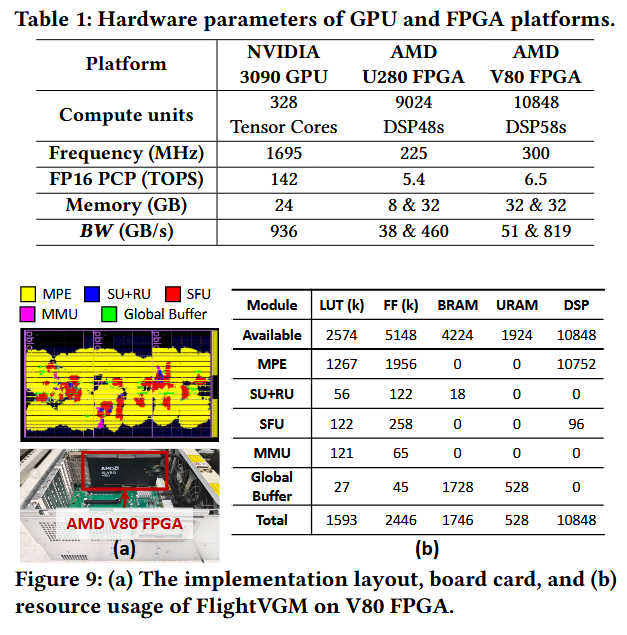 Table 1: Hardware parameters of GPU and FPGA platforms.
Platform NVIDIA 3090 GPU AMD U280 FPGA AMD V80 FPGA
Compute units 328 Tensor Cores 9024 DSP48s 10848 DSP58s
Frequency (MHz) 1695 225 300
FP16 PCP (TOPS) 142 5.4 6.5
Memory (GB) 24 8 & 32 32 & 32
BW (GB/s) 936 38 & 460 51 & 819
MPE SU+RU SFU
MMU Global Buffer
AMD V80 FPGA
(a)
Module LUT (k) FF (k) BRAM URAM DSP
Available 2574 5148 4224 1924 10848
MPE 1267 1956 0 0 10752
SU+RU 56 122 18 0 0
SFU 122 258 0 0 96
MMU 121 65 0 0 0
Global Buffer 27 45 1728 528 0
Total 1593 2446 1746 528 10848
(b)
Figure 9: (a) The implementation layout, board card, and (b)
resource usage of FlightVGM on V80 FPGA.